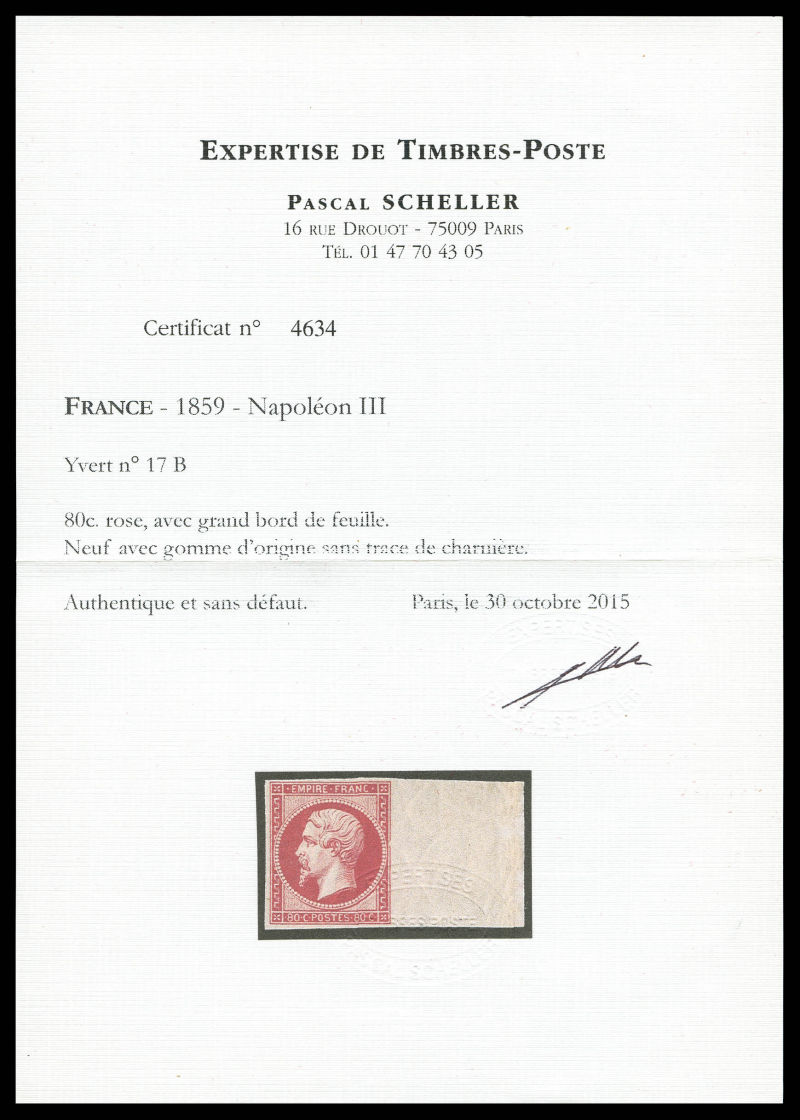 EXPERTISE DE TIMBRES-POSTE
PASCAL SCHELLER
16 RUE DROUOT - 75009 PARIS
TÉL. 01 47 70 43 05
Certificat n° 4634
FRANCE - 1859 - Napoléon III
Yvert n° 17 B
80c. rose, avec grand bord de feuille.
Neuf avec gomme d'origine sans trace de charnière.
Authentique et sans défaut. Paris, le 30 octobre 2015
EMPIRE·FRANC·
80·C·POSTES·80·C·
PASCAL SCHELLER